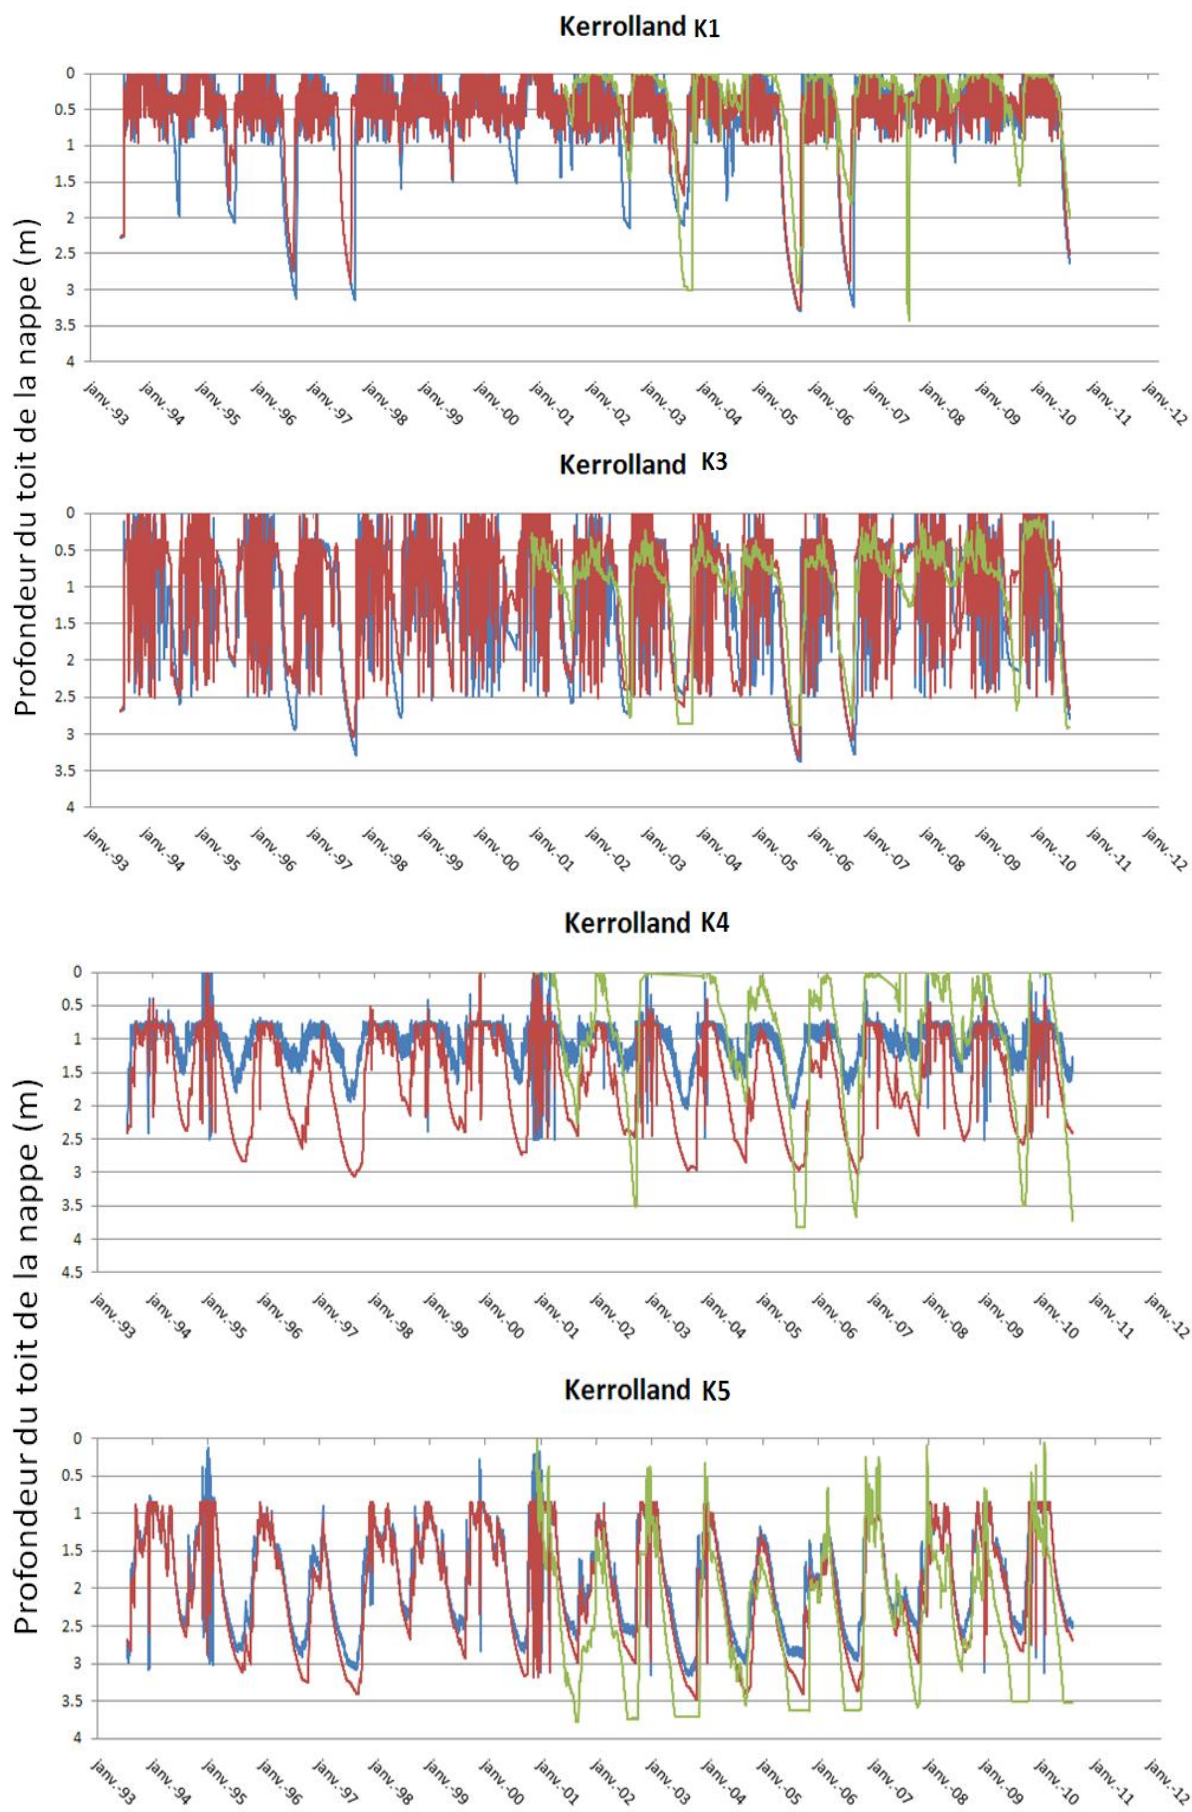 Kerrolland K1
Profondeur du toit de la nappe (m)
0
0.5
1
1.5
2
2.5
3
3.5
4
janv.-93
janv.-94
janv.-95
janv.-96
janv.-97
janv.-98
janv.-99
janv.-00
janv.-01
janv.-02
janv.-03
janv.-04
janv.-05
janv.-06
janv.-07
janv.-08
janv.-09
janv.-10
janv.-11
janv.-12
Kerrolland K3
0
0.5
1
1.5
2
2.5
3
3.5
4
janv.-93
janv.-94
janv.-95
janv.-96
janv.-97
janv.-98
janv.-99
janv.-00
janv.-01
janv.-02
janv.-03
janv.-04
janv.-05
janv.-06
janv.-07
janv.-08
janv.-09
janv.-10
janv.-11
janv.-12
Kerrolland K4
Profondeur du toit de la nappe (m)
0
0.5
1
1.5
2
2.5
3
3.5
4
4.5
janv.-93
janv.-94
janv.-95
janv.-96
janv.-97
janv.-98
janv.-99
janv.-00
janv.-01
janv.-02
janv.-03
janv.-04
janv.-05
janv.-06
janv.-07
janv.-08
janv.-09
janv.-10
janv.-11
janv.-12
Kerrolland K5
0
0.5
1
1.5
2
2.5
3
3.5
4
janv.-93
janv.-94
janv.-95
janv.-96
janv.-97
janv.-98
janv.-99
janv.-00
janv.-01
janv.-02
janv.-03
janv.-04
janv.-05
janv.-06
janv.-07
janv.-08
janv.-09
janv.-10
janv.-11
janv.-12